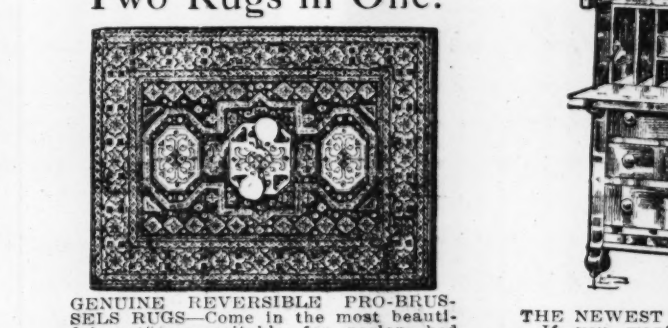 Two Rugs in One.
GENUINE REVERSIBLE PRO-BRUS-
SELS RUGS—Come in the most beauti-
THE NEWEST